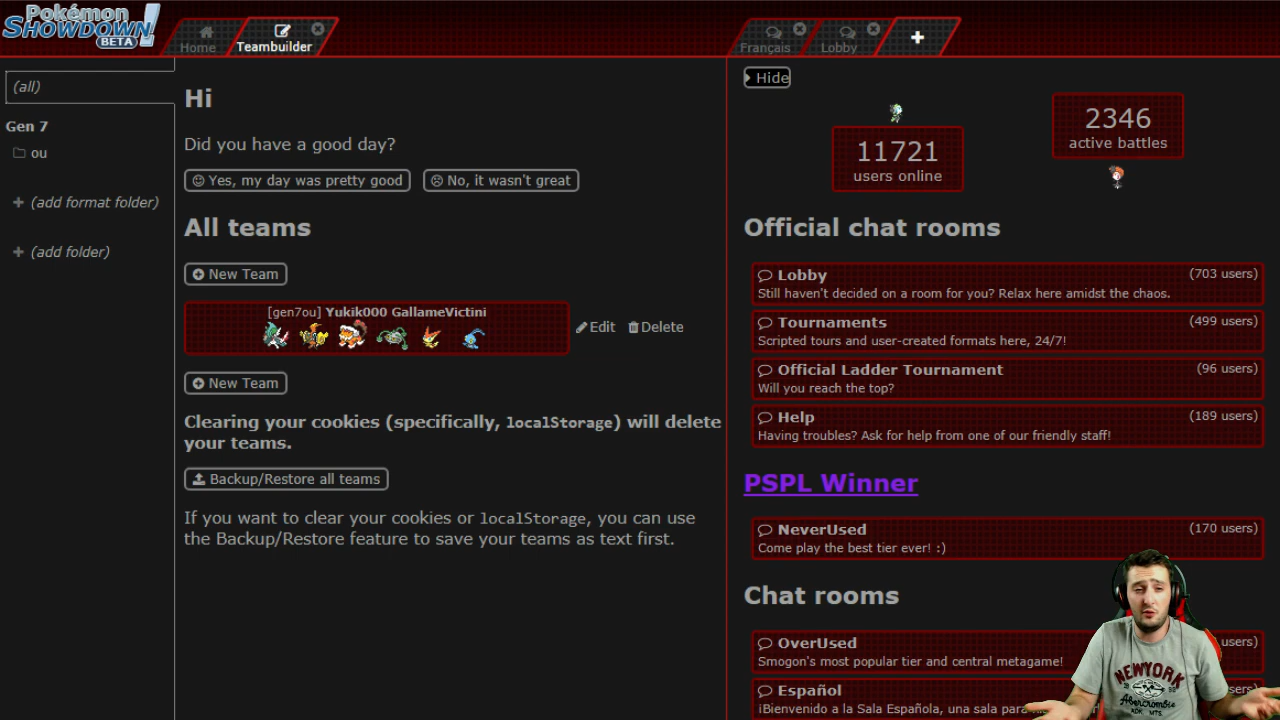 Pokémon
SHOWDOWN!
BETA
Home
Teambuilder
Français
Lobby
(all)
Gen 7
ou
(add format folder)
(add folder)
Hi
Did you have a good day?
Yes, my day was pretty good
No, it wasn't great
All teams
New Team
[gen7ou] Yukik000 GallameVictini
Edit
Delete
New Team
Clearing your cookies (specifically, localStorage) will delete
your teams.
Backup/Restore all teams
If you want to clear your cookies or localStorage, you can use
the Backup/Restore feature to save your teams as text first.
Hide
11721
users online
2346
active battles
Official chat rooms
Lobby
(703 users)
Still haven't decided on a room for you? Relax here amidst the chaos.
Tournaments
(499 users)
Scripted tours and user-created formats here, 24/7!
Official Ladder Tournament
(96 users)
Will you reach the top?
Help
(189 users)
Having troubles? Ask for help from one of our friendly staff!
PSPL Winner
NeverUsed
(170 users)
Come play the best tier ever! :)
Chat rooms
OverUsed
users)
Smogon's most popular tier and central metagame!
Español
¡Bienvenido a la Sala Española, una sala para
NEWYORK
Abercrombie